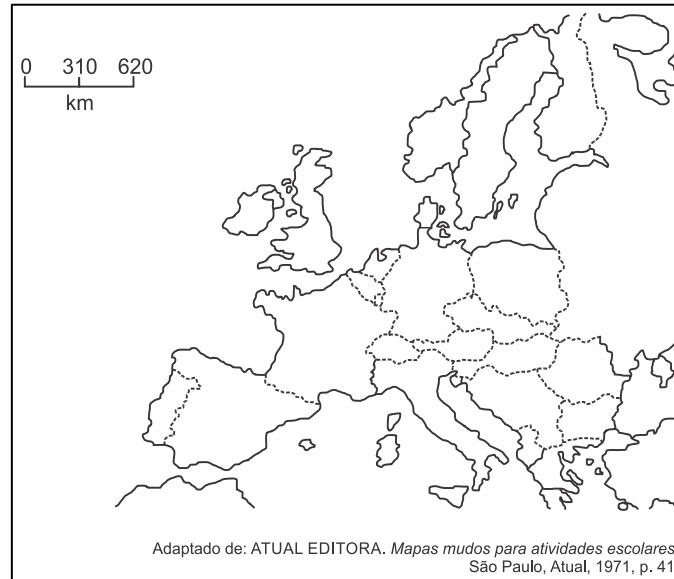 0 310 620
km
Adaptado de: ATUAL EDITORA. Mapas mudos para atividades escolares
São Paulo, Atual, 1971, p. 41